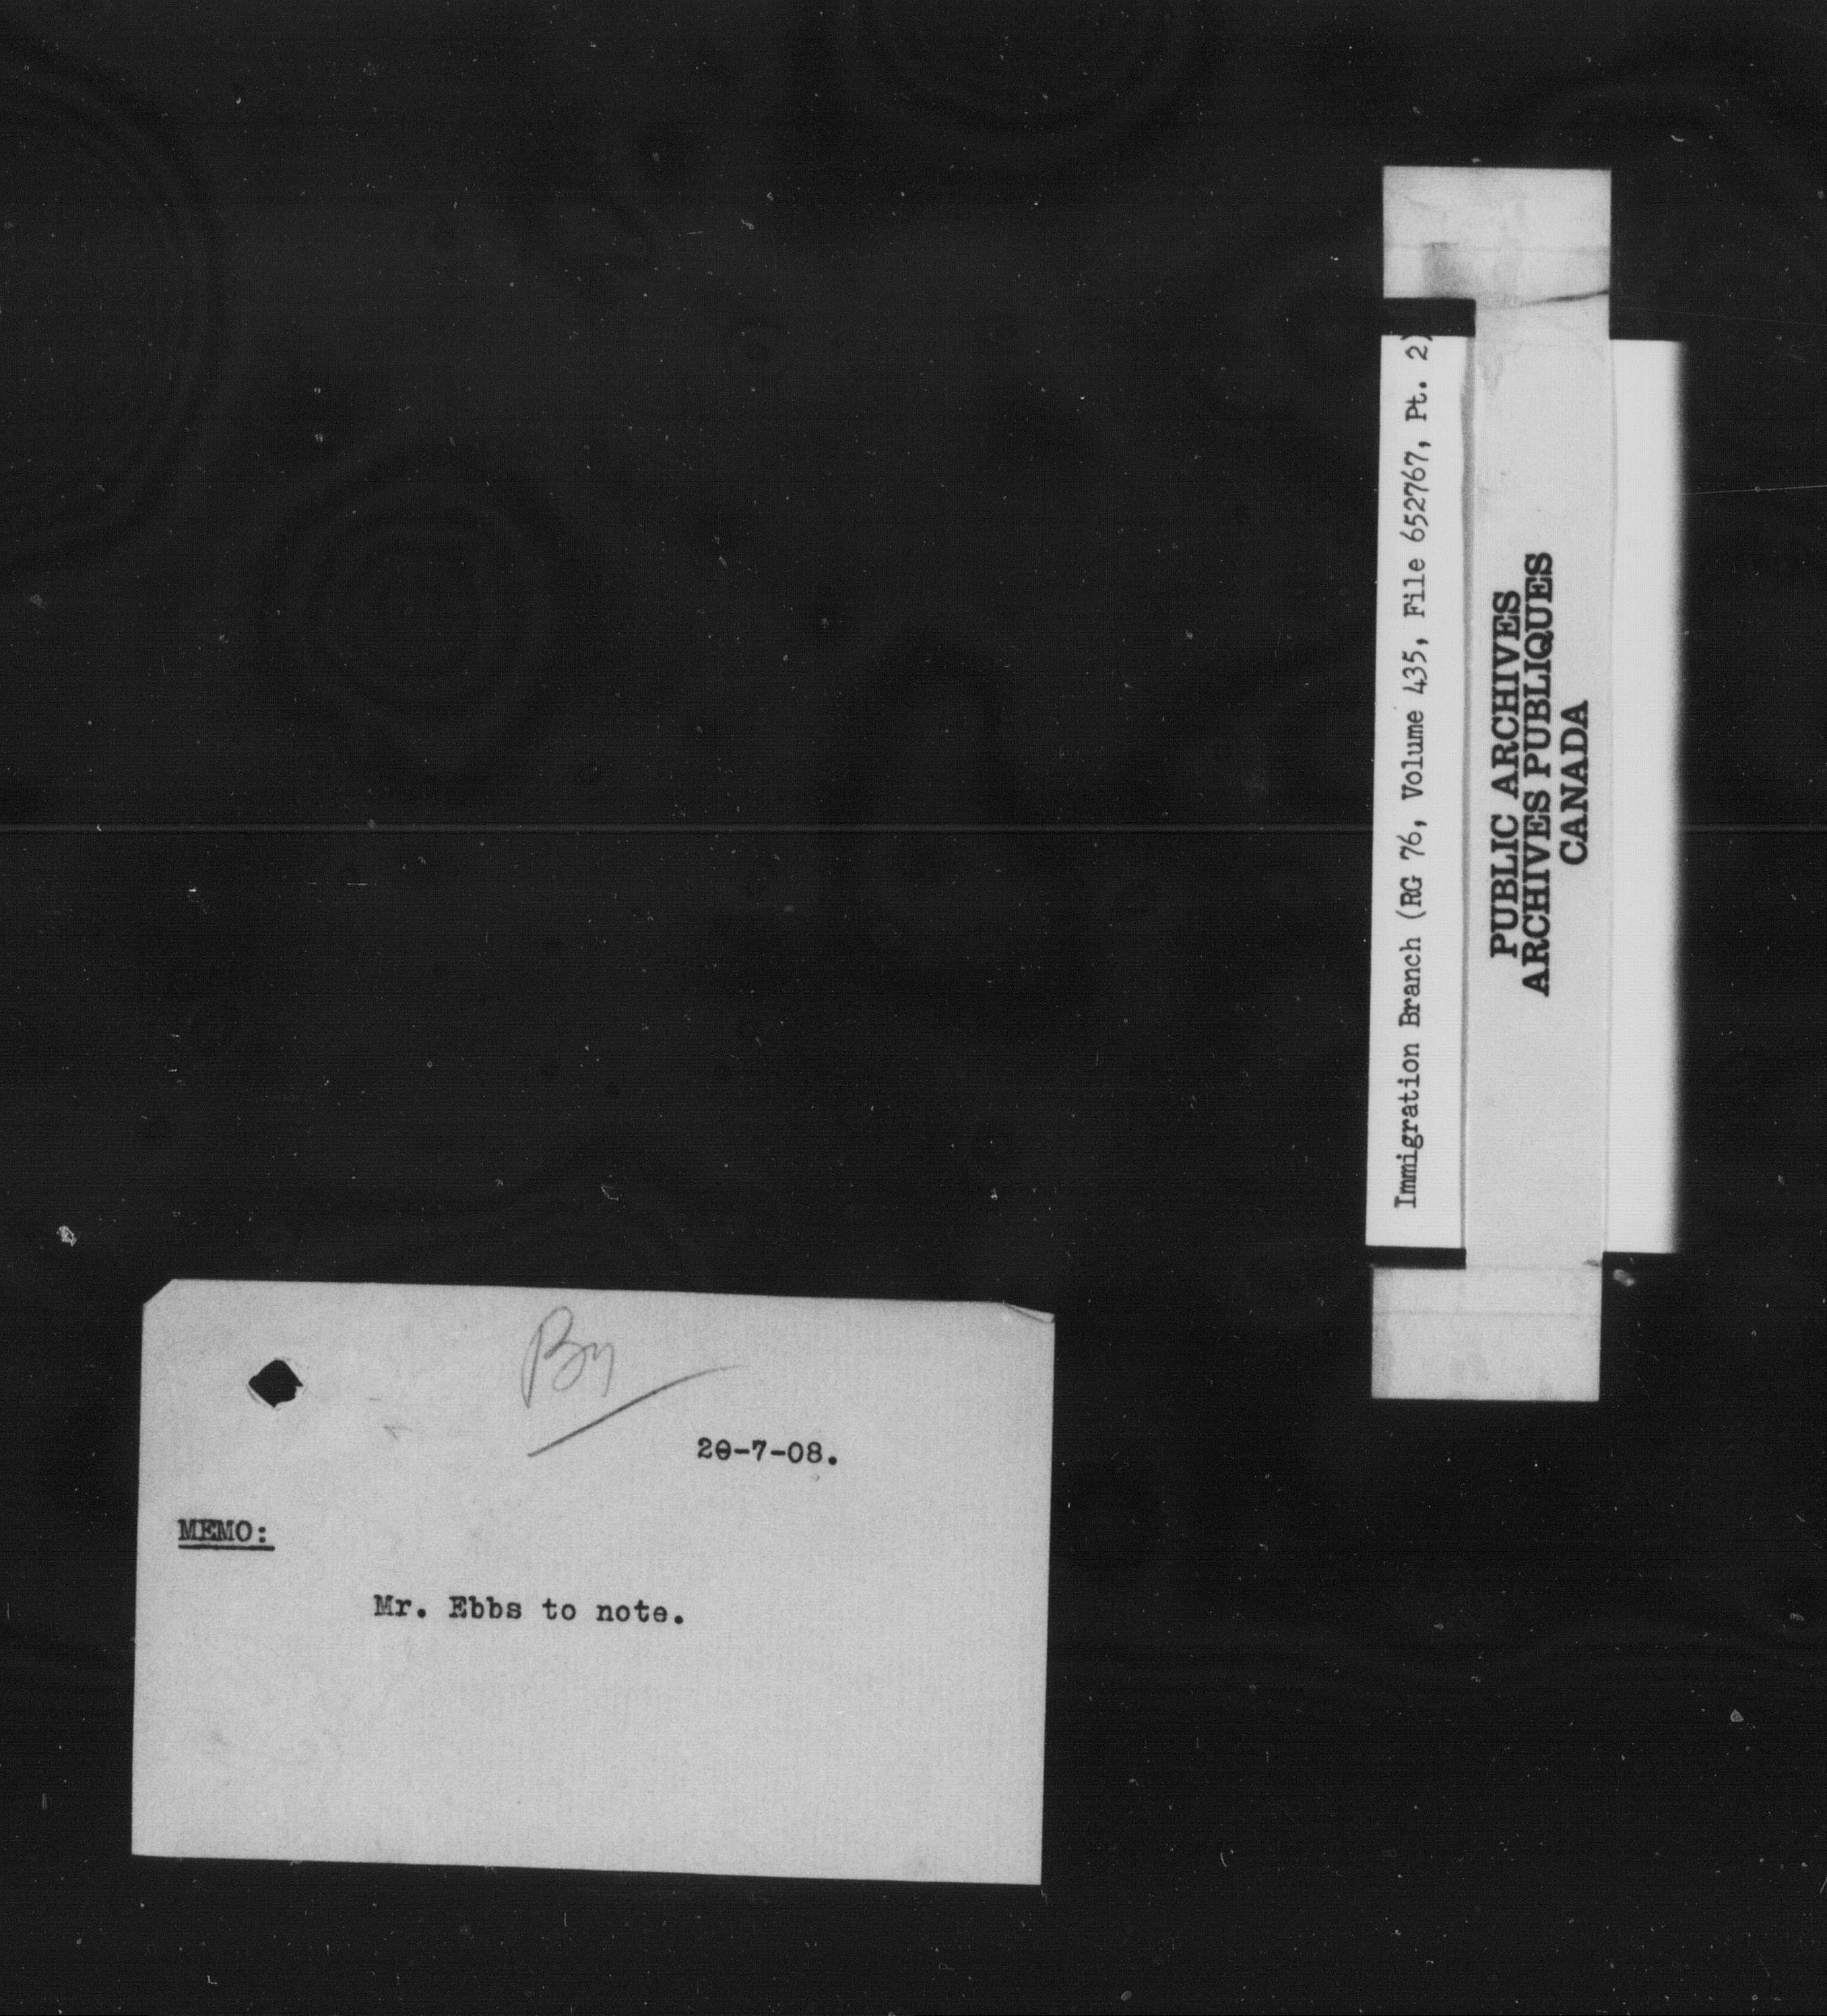 Immigration Branch (RG 76, Volume 435, File 652767, Pt. 2)
PUBLIC ARCHIVES
ARCHIVES PUBLIQUES
CANADA
20-7-08.
MEMO:
Mr. Ebbs to note.